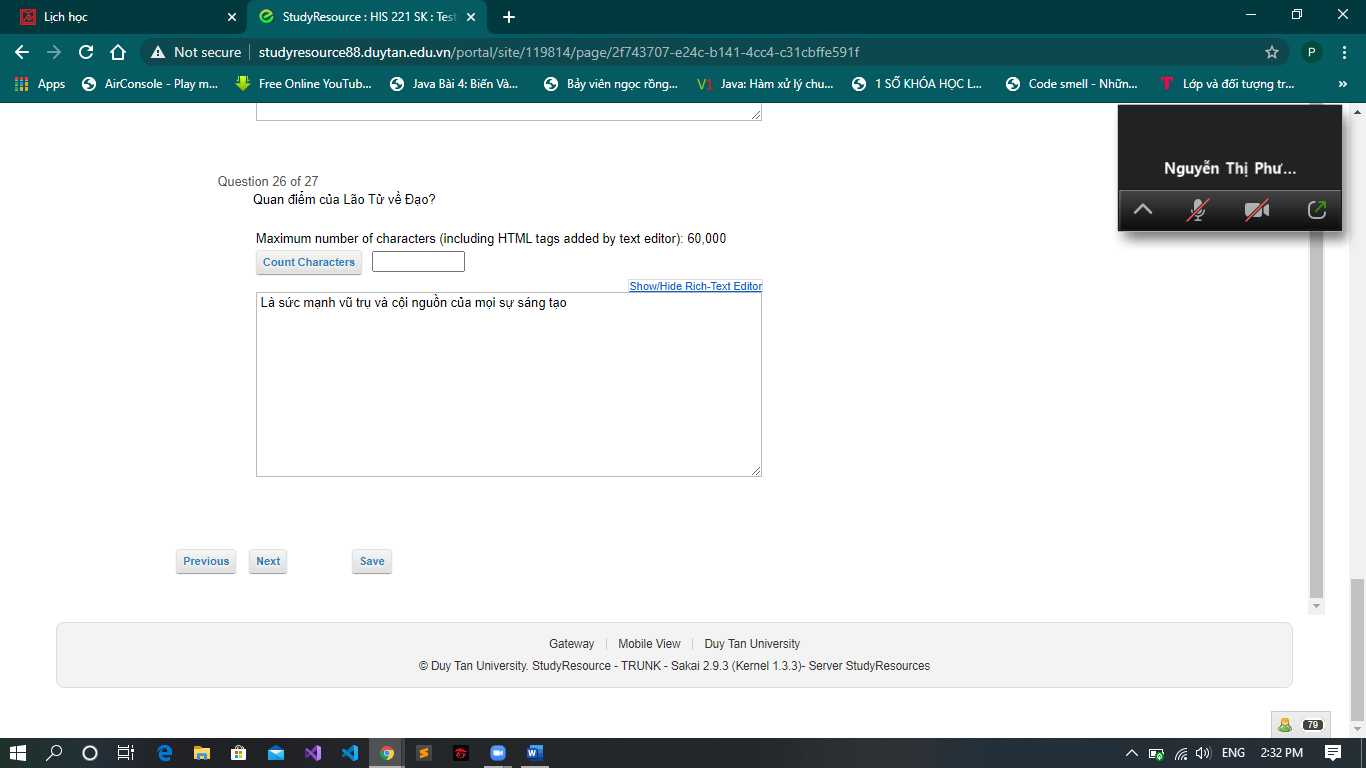 Lịch học
StudyResource : HIS 221 SK : Test
Not secure
studyresource88.duytan.edu.vn/portal/site/119814/page/2f743707-e24c-b141-4cc4-c31cbffe591f
P
Apps
AirConsole - Play m...
Free Online YouTub...
Java Bài 4: Biến Và...
Bảy viên ngọc rồng...
V1 Java: Hàm xử lý chu...
1 SỐ KHÓA HỌC L...
Code smell - Nhữn...
T Lớp và đối tượng tr...
»
Nguyễn Thị Phư...
Question 26 of 27
Quan điểm của Lão Tử về Đạo?
Maximum number of characters (including HTML tags added by text editor): 60,000
Count Characters
Show/Hide Rich-Text Editor
Là sức mạnh vũ trụ và cội nguồn của mọi sự sáng tạo
Previous
Next
Save
Gateway
Mobile View
Duy Tan University
© Duy Tan University. StudyResource - TRUNK - Sakai 2.9.3 (Kernel 1.3.3)- Server StudyResources
79
ENG
2:32 PM